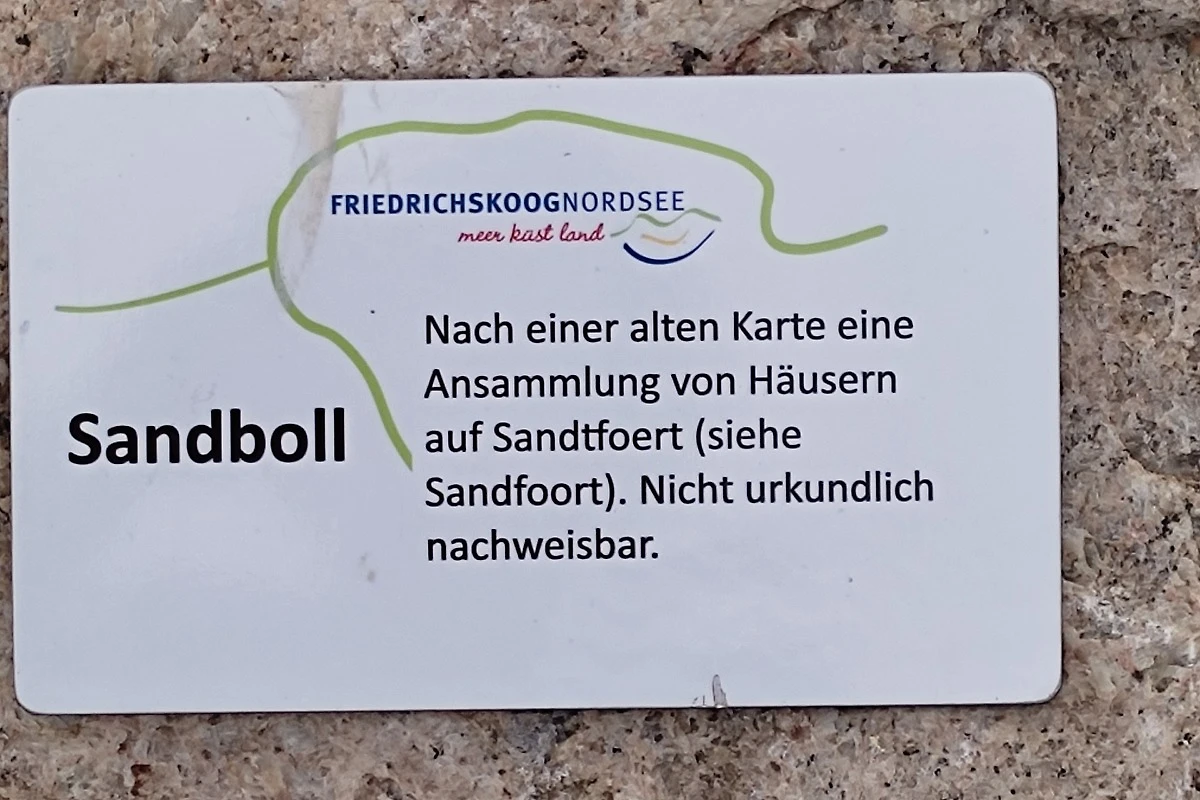 FRIEDRICHSKOOGNORDSEE
meer küst land
Sandboll
Nach einer alten Karte eine
Ansammlung von Häusern
auf Sandtfoert (siehe
Sandfoort). Nicht urkundlich
nachweisbar.